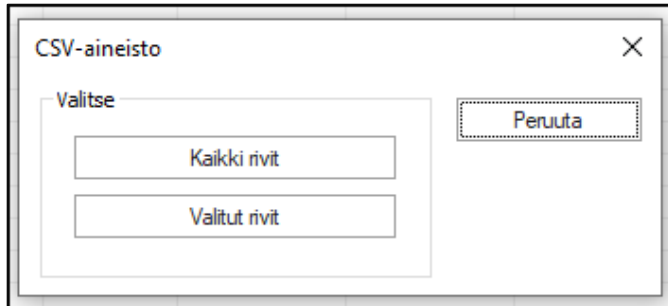 CSV-aineisto
Valitse
Peruuta
Kaikki rivit
Valitut rivit